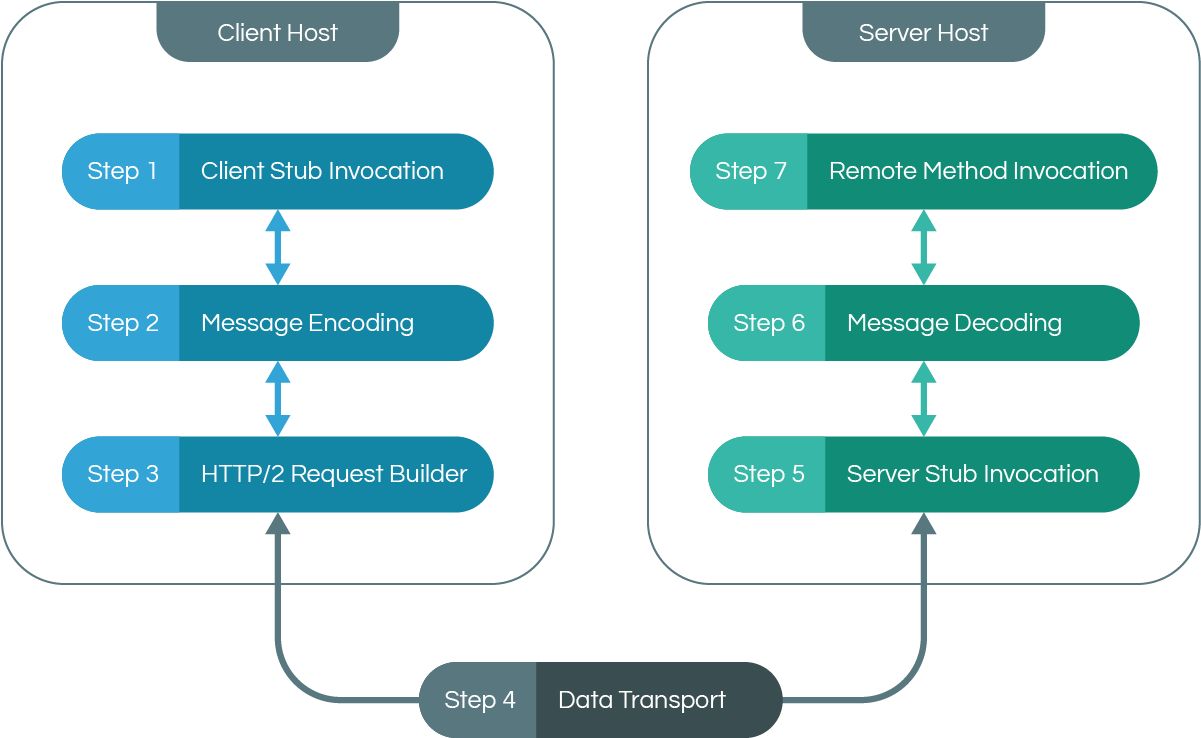 Client Host
Step 1 Client Stub Invocation
Step 2 Message Encoding
Step 3 HTTP/2 Request Builder
Step 4 Data Transport
Server Host
Step 7 Remote Method Invocation
Step 6 Message Decoding
Step 5 Server Stub Invocation